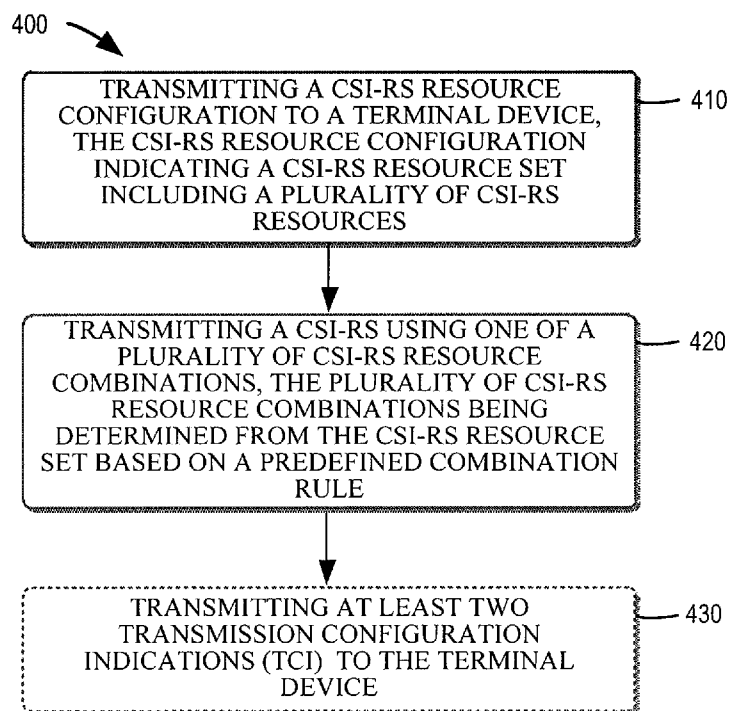 400
TRANSMITTING A CSI-RS RESOURCE
CONFIGURATION TO A TERMINAL DEVICE,
THE CSI-RS RESOURCE CONFIGURATION
INDICATING A CSI-RS RESOURCE SET
INCLUDING A PLURALITY OF CSI-RS
RESOURCES
410
TRANSMITTING A CSI-RS USING ONE OF A
PLURALITY OF CSI-RS RESOURCE
COMBINATIONS, THE PLURALITY OF CSI-RS
RESOURCE COMBINATIONS BEING
DETERMINED FROM THE CSI-RS RESOURCE
SET BASED ON A PREDEFINED COMBINATION
RULE
420
TRANSMITTING AT LEAST TWO
TRANSMISSION CONFIGURATION
INDICATIONS (TCI) TO THE TERMINAL
DEVICE
430